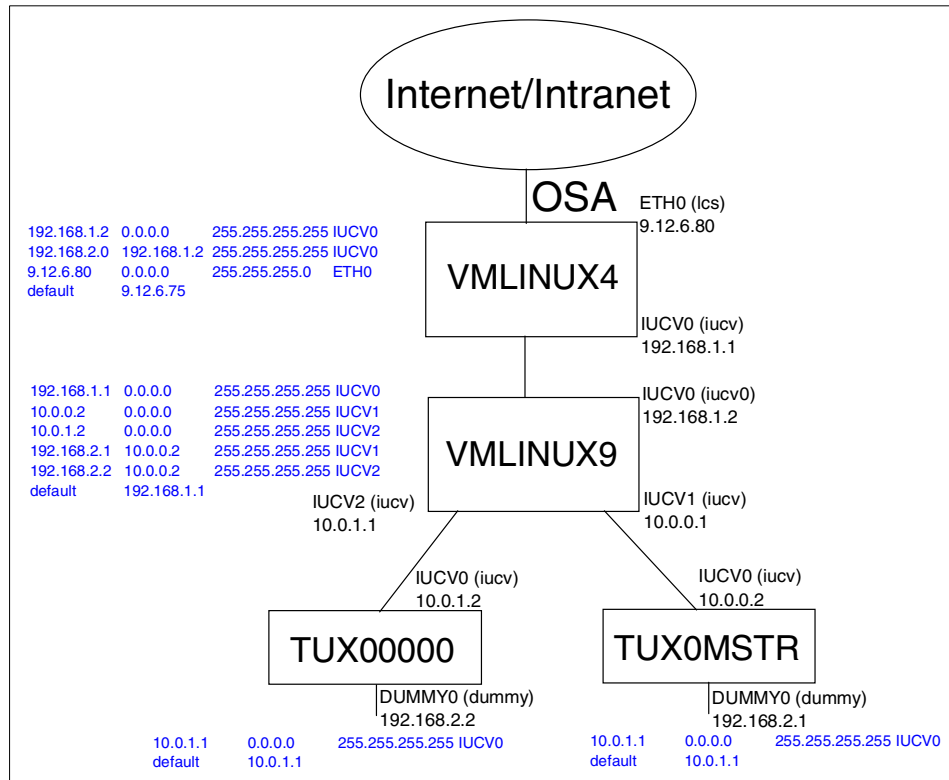 Internet/Intranet
OSA
ETH0 (lcs)
9.12.6.80
192.168.1.2 0.0.0.0 255.255.255.255 IUCV0
192.168.2.0 192.168.1.2 255.255.255.255 IUCV0
9.12.6.80 0.0.0.0 255.255.255.0 ETH0
default 9.12.6.75
VMLINUX4
IUCV0 (iucv)
192.168.1.1
192.168.1.1 0.0.0.0 255.255.255.255 IUCV0
10.0.0.2 0.0.0.0 255.255.255.255 IUCV1
10.0.1.2 0.0.0.0 255.255.255.255 IUCV2
192.168.2.1 10.0.0.2 255.255.255.255 IUCV1
192.168.2.2 10.0.0.2 255.255.255.255 IUCV2
default 192.168.1.1
IUCV0 (iucv0)
192.168.1.2
VMLINUX9
IUCV2 (iucv)
10.0.1.1
IUCV1 (iucv)
10.0.0.1
IUCV0 (iucv)
10.0.1.2
IUCV0 (iucv)
10.0.0.2
TUX00000
TUX0MSTR
DUMMY0 (dummy)
192.168.2.2
DUMMY0 (dummy)
192.168.2.1
10.0.1.1 0.0.0.0 255.255.255.255 IUCV0
default 10.0.1.1
10.0.1.1 0.0.0.0 255.255.255.255 IUCV0
default 10.0.1.1